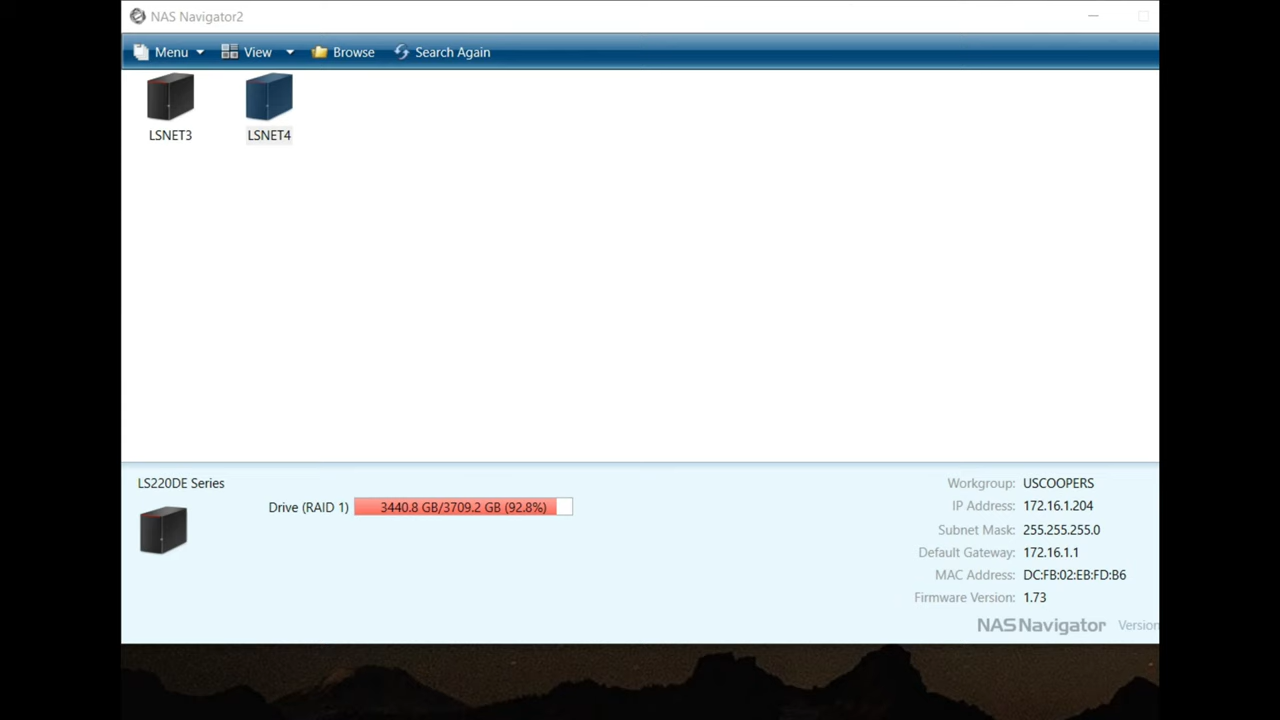 NAS Navigator2
Menu View Browse Search Again
LSNET3 LSNET4
LS220DE Series
Drive (RAID 1) 3440.8 GB/3709.2 GB (92.8%)
Workgroup: USCOOPERS
IP Address: 172.16.1.204
Subnet Mask: 255.255.255.0
Default Gateway: 172.16.1.1
MAC Address: DC:FB:02:EB:FD:B6
Firmware Version: 1.73
NAS Navigator Version